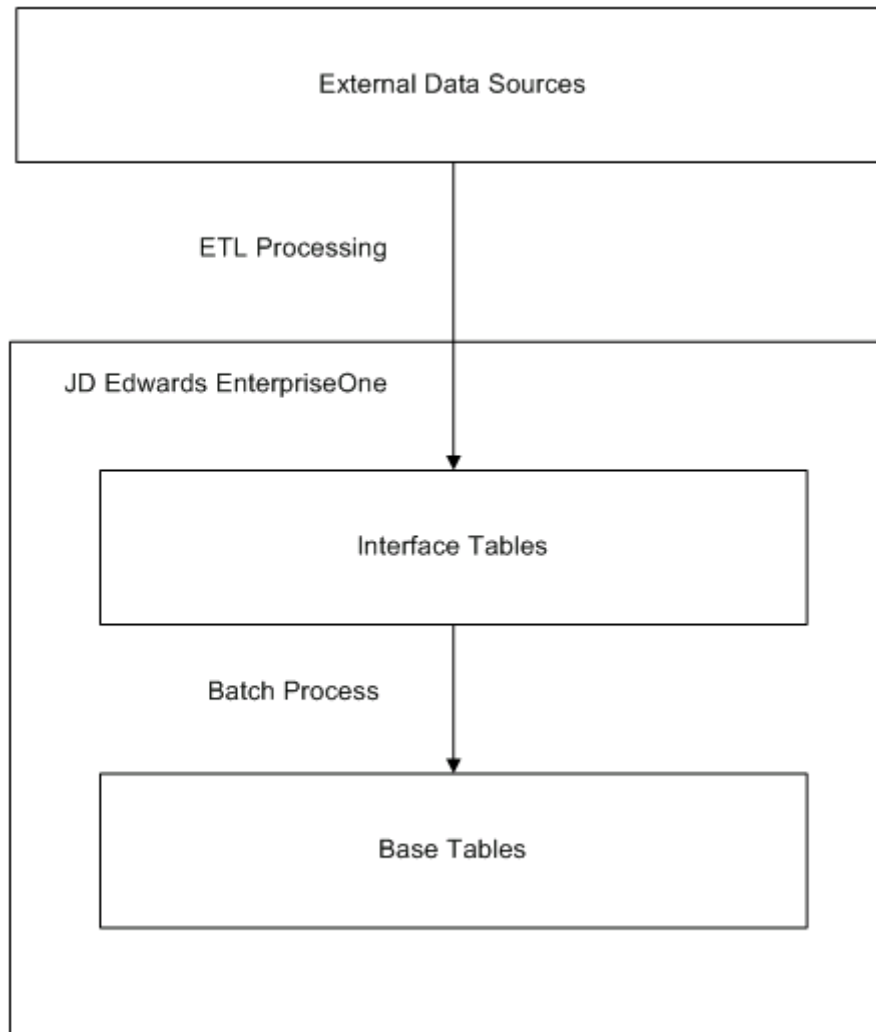 External Data Sources
ETL Processing
JD Edwards EnterpriseOne
Interface Tables
Batch Process
Base Tables